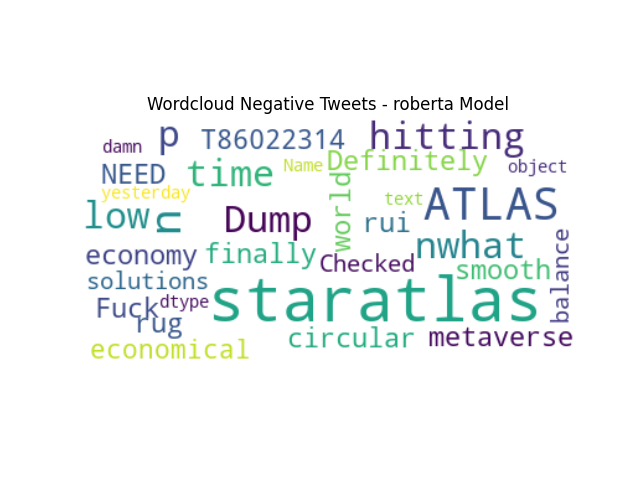 Wordcloud Negative Tweets - roberta Model
damn
p
T86022314
hitting
NEED
time
Name
Definitely
object
yesterday
world
text
ATLAS
low
u
Dump
rui
nwhat
economy
finally
Checked
smooth
balance
solutions
dtype
staratlas
Fuck
rug
economical
circular
metaverse